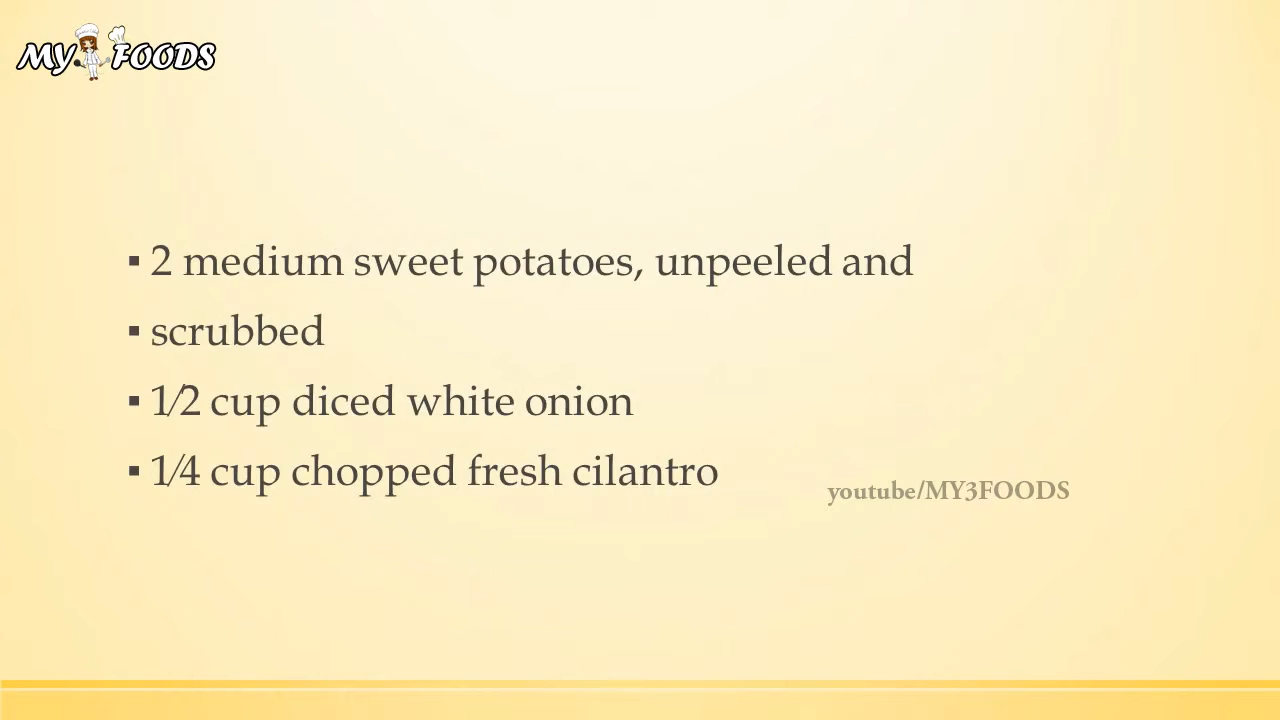 MY FOODS
▪ 2 medium sweet potatoes, unpeeled and
▪ scrubbed
▪ 1⁄2 cup diced white onion
▪ 1⁄4 cup chopped fresh cilantro
youtube/MY3FOODS